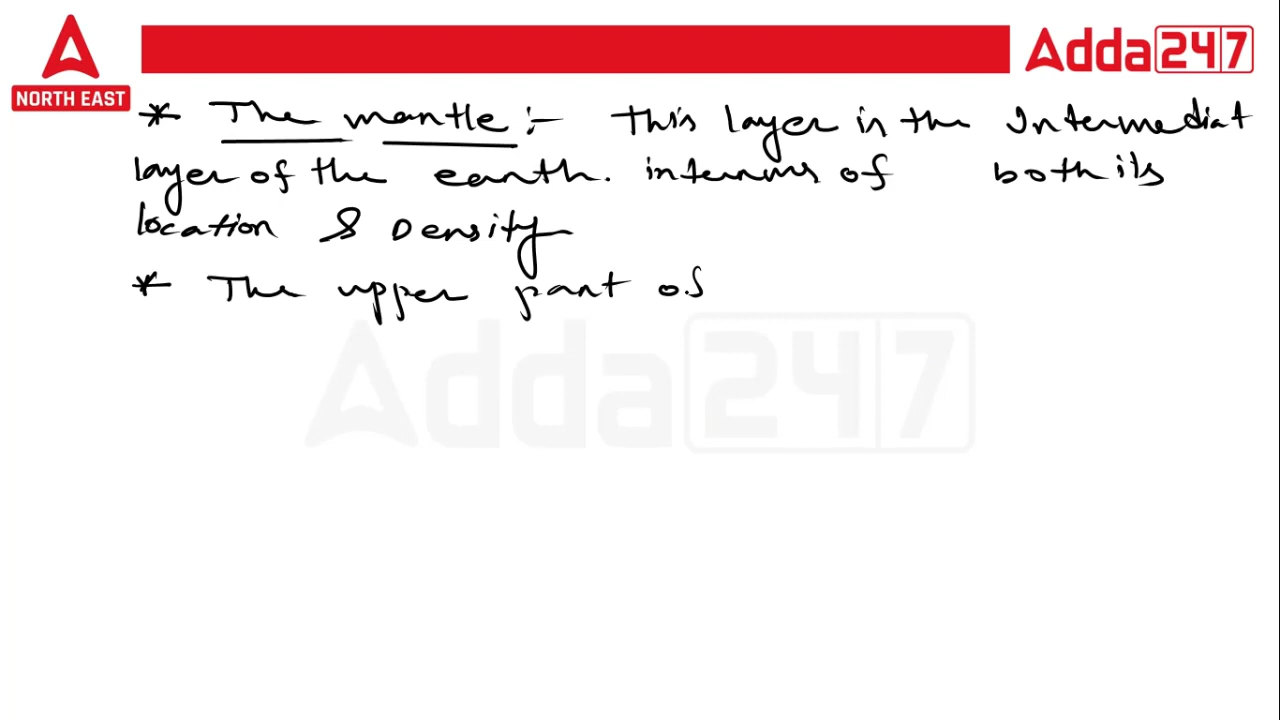 Adda247
NORTH EAST
* The mantle :- This layer is the Intermediat
layer of the earth. interms of both its
location & Density
* The upper part of
Adda247